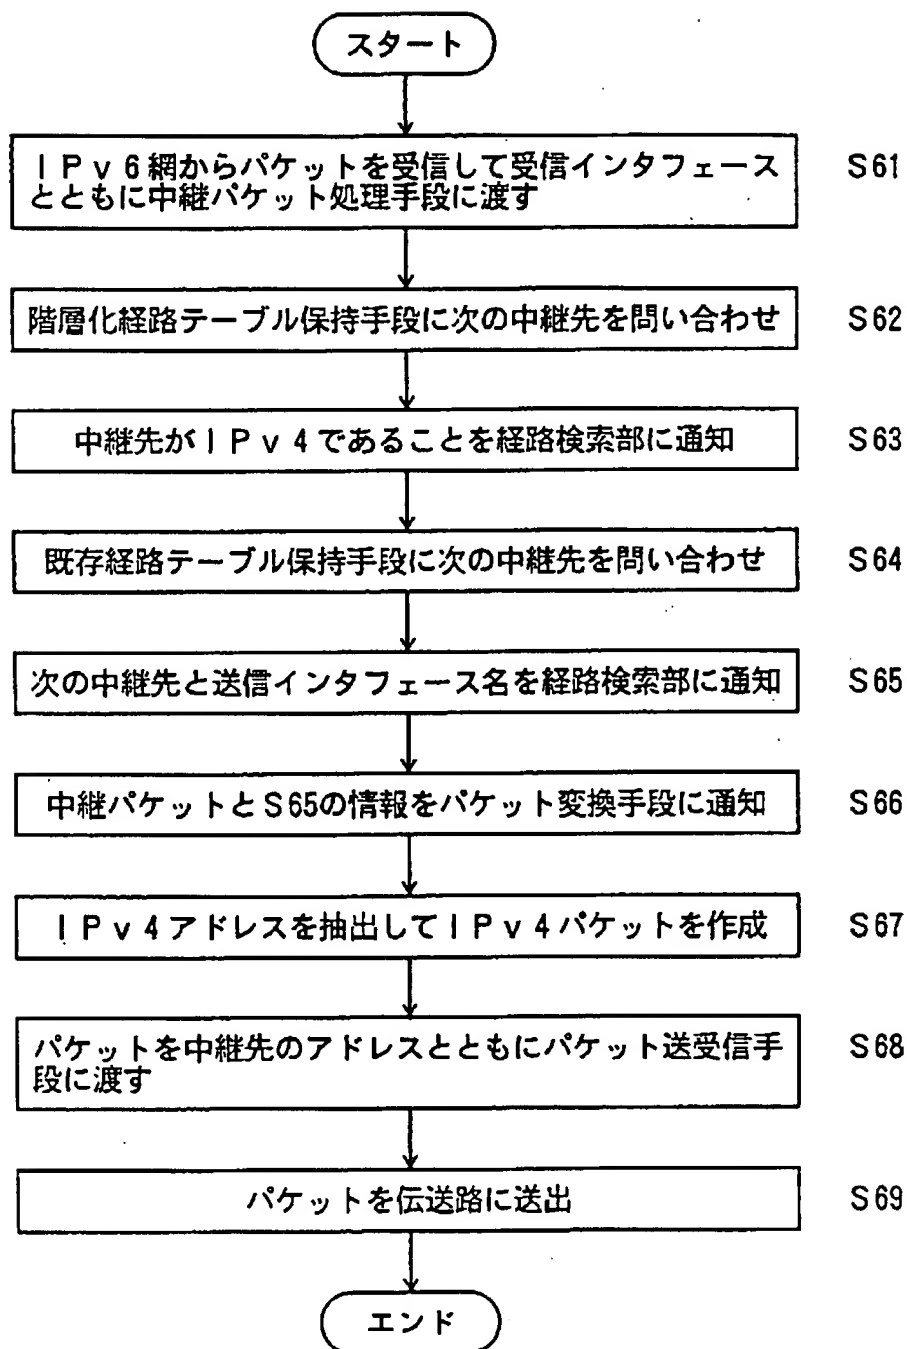 スタート
IPv6網からパケットを受信して受信インタフェース
とともに中継パケット処理手段に渡す
S61
階層化経路テーブル保持手段に次の中継先を問い合わせ
S62
中継先がIPv4であることを経路検索部に通知
S63
既存経路テーブル保持手段に次の中継先を問い合わせ
S64
次の中継先と送信インタフェース名を経路検索部に通知
S65
中継パケットとS65の情報をパケット変換手段に通知
S66
IPv4アドレスを抽出してIPv4パケットを作成
S67
パケットを中継先のアドレスとともにパケット送受信手
段に渡す
S68
パケットを伝送路に送出
S69
エンド